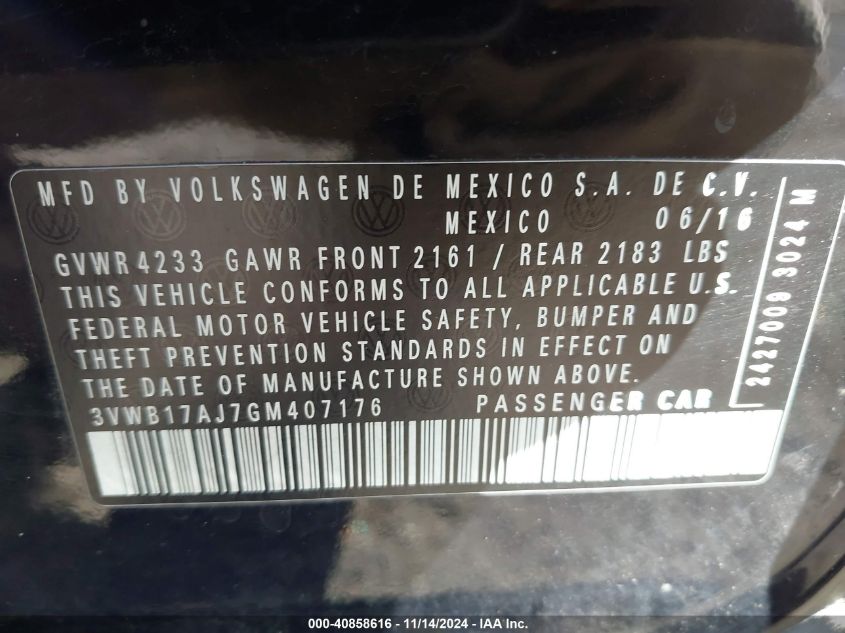 MFD BY VOLKSWAGEN DE MEXICO S.A. DE C.V.
MEXICO 06/16
GVWR 4233 GAWR FRONT 2161 / REAR 2183 LBS
THIS VEHICLE CONFORMS TO ALL APPLICABLE U.S.
FEDERAL MOTOR VEHICLE SAFETY, BUMPER AND
THEFT PREVENTION STANDARDS IN EFFECT ON
THE DATE OF MANUFACTURE SHOWN ABOVE.
3VWB17AJ7GM407176 PASSENGER CAR
2427009 3024 M
000-40858616 - 11/14/2024 - IAA Inc.